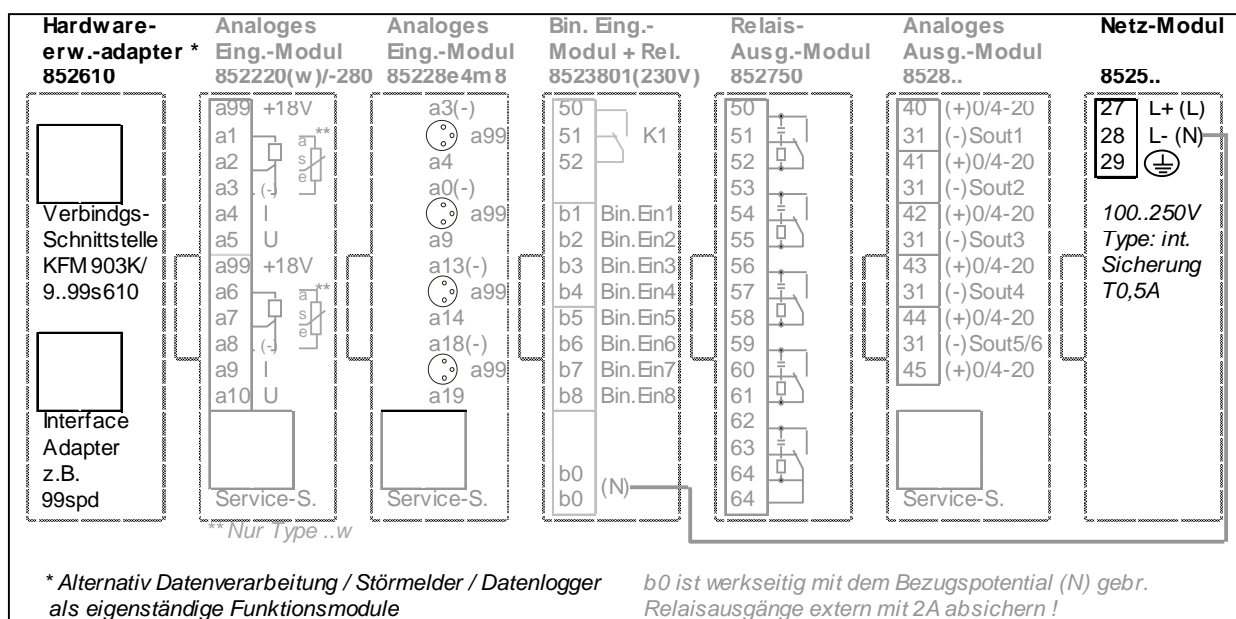 Hardware-
erw.-adapter *
852610
Verbindgs-
Schnittstelle
KFM 903K/
9..99s610
Interface
Adapter
z.B.
99spd
Analoges
Eing.-Modul
852220(w)/-280
a99 +18V
a1
a2
a3 (-)
a4 I
a5 U
a99 +18V
a6
a7
a8 (-)
a9 I
a10 U
a **
s
e
a **
s
e
Service-S.
** Nur Type ..w
Analoges
Eing.-Modul
85228e4m8
a3(-)
a99
a4
a0(-)
a99
a9
a13(-)
a99
a14
a18(-)
a99
a19
Service-S.
Bin. Eing.-
Modul + Rel.
8523801(230V)
50
51 K1
52
b1 Bin.Ein1
b2 Bin.Ein2
b3 Bin.Ein3
b4 Bin.Ein4
b5 Bin.Ein5
b6 Bin.Ein6
b7 Bin.Ein7
b8 Bin.Ein8
b0
b0 (N)
Relais-
Ausg.-Modul
852750
50
51
52
53
54
55
56
57
58
59
60
61
62
63
64
64
Analoges
Ausg.-Modul
8528..
40 (+)0/4-20
31 (-)Sout1
41 (+)0/4-20
31 (-)Sout2
42 (+)0/4-20
31 (-)Sout3
43 (+)0/4-20
31 (-)Sout4
44 (+)0/4-20
31 (-)Sout5/6
45 (+)0/4-20
Service-S.
Netz-Modul
8525..
27 L+ (L)
28 L- (N)
29
100..250V
Type: int.
Sicherung
T0,5A
* Alternativ Datenverarbeitung / Störmelder / Datenlogger
als eigenständige Funktionsmodule
b0 ist werkseitig mit dem Bezugspotential (N) gebr.
Relaisausgänge extern mit 2A absichern !